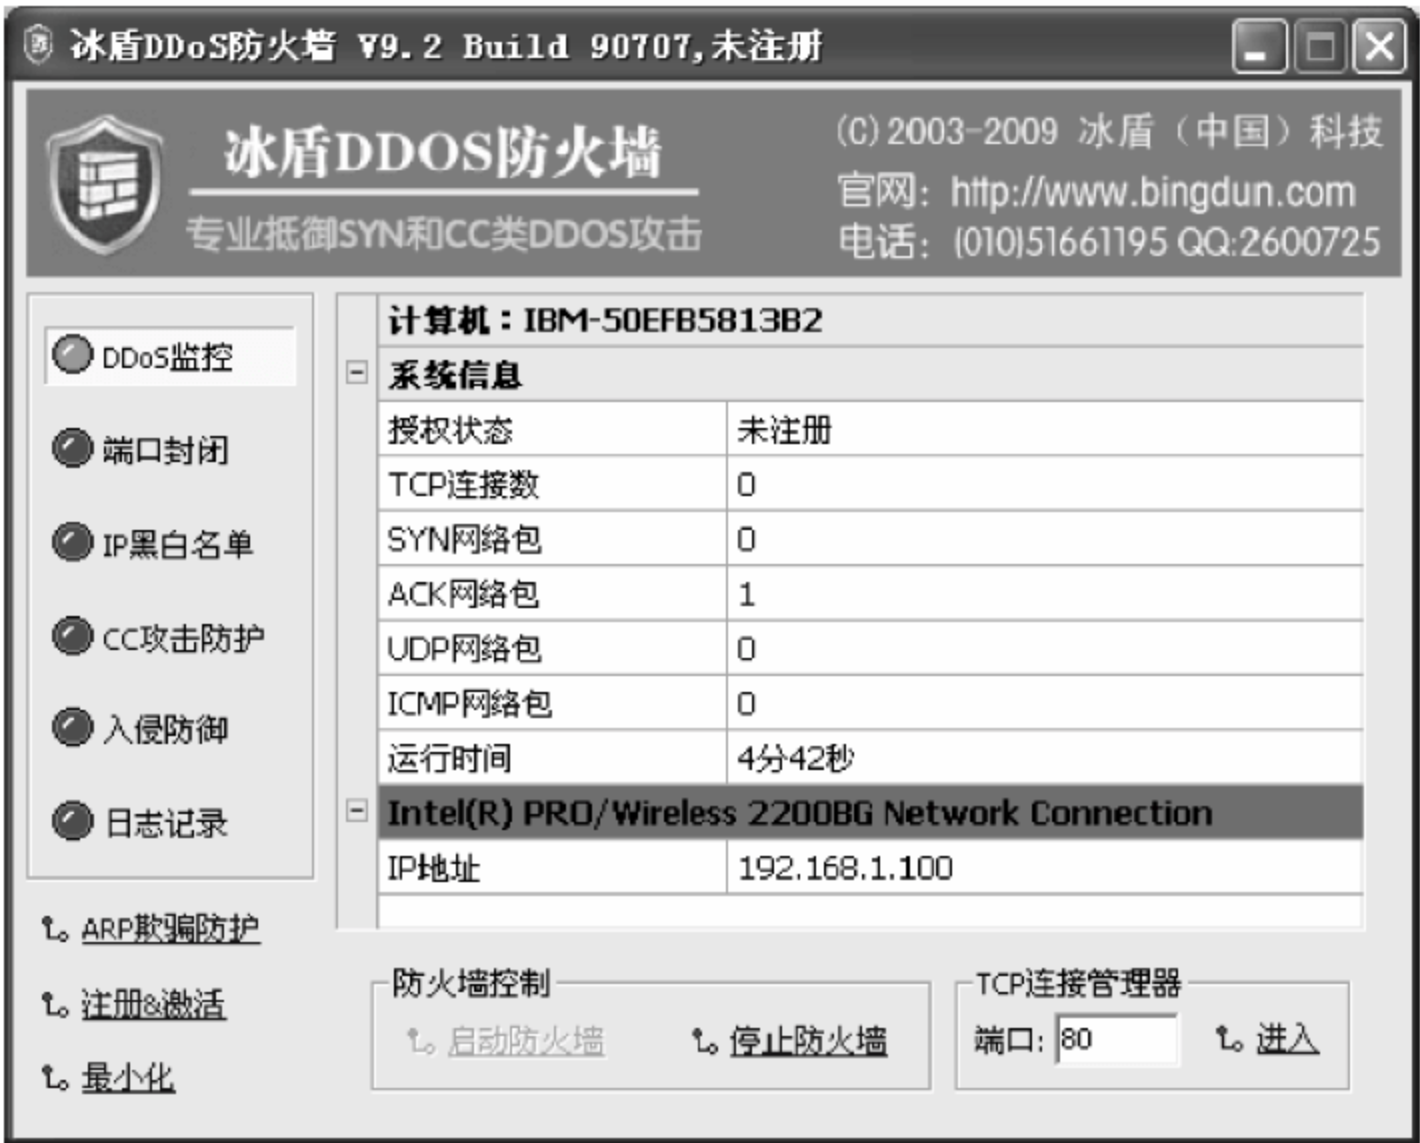 冰盾DDoS防火墙 V9.2 Build 90707,未注册
冰盾DDOS防火墙
专业抵御SYN和CC类DDOS攻击
(C)2003-2009 冰盾（中国）科技
官网：http://www.bingdun.com
电话：(010)51661195 QQ:2600725
DDoS监控
端口封闭
IP黑白名单
CC攻击防护
入侵防御
日志记录
ARP欺骗防护
注册&激活
最小化
计算机：IBM-50EFB5813B2
系统信息
授权状态 未注册
TCP连接数 0
SYN网络包 0
ACK网络包 1
UDP网络包 0
ICMP网络包 0
运行时间 4分42秒
Intel(R) PRO/Wireless 2200BG Network Connection
IP地址 192.168.1.100
防火墙控制
启动防火墙 停止防火墙
TCP连接管理器
端口: 80 进入